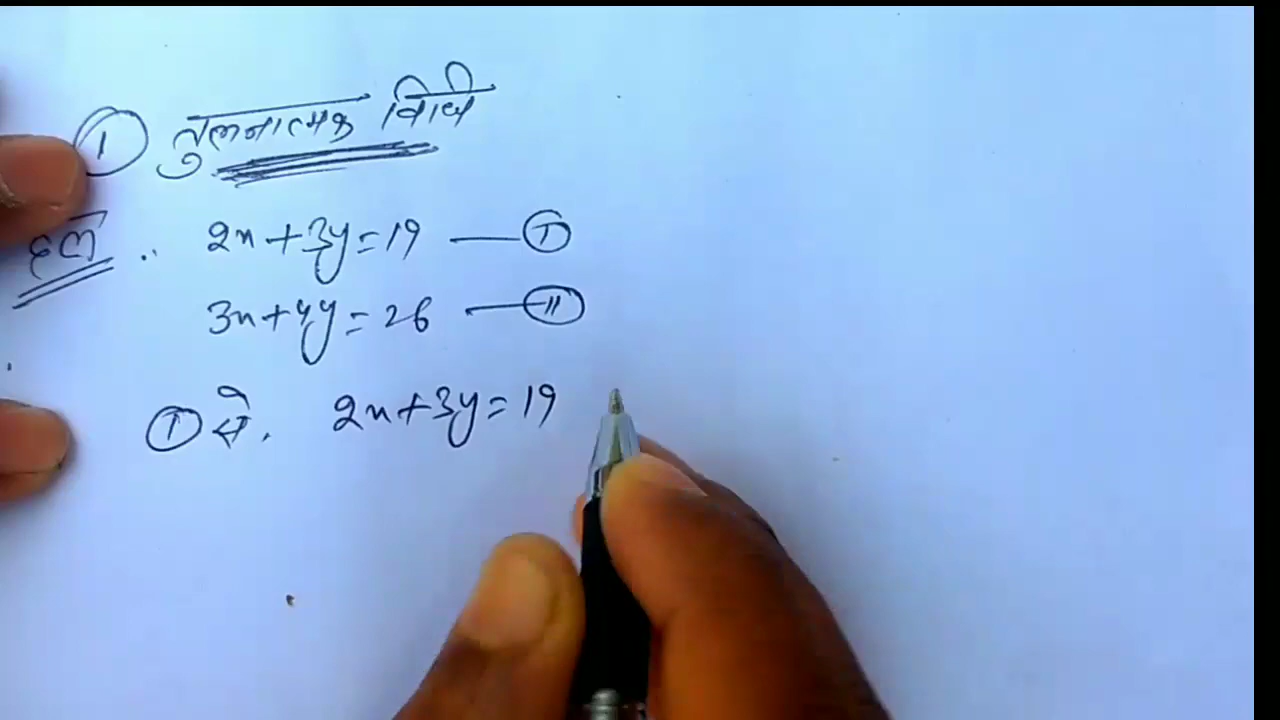 ① तुलनात्मक विधि
हल :. 2x+3y=19 — Ⅰ
3x+4y=26 — Ⅱ
Ⅰ से. 2x+3y=19